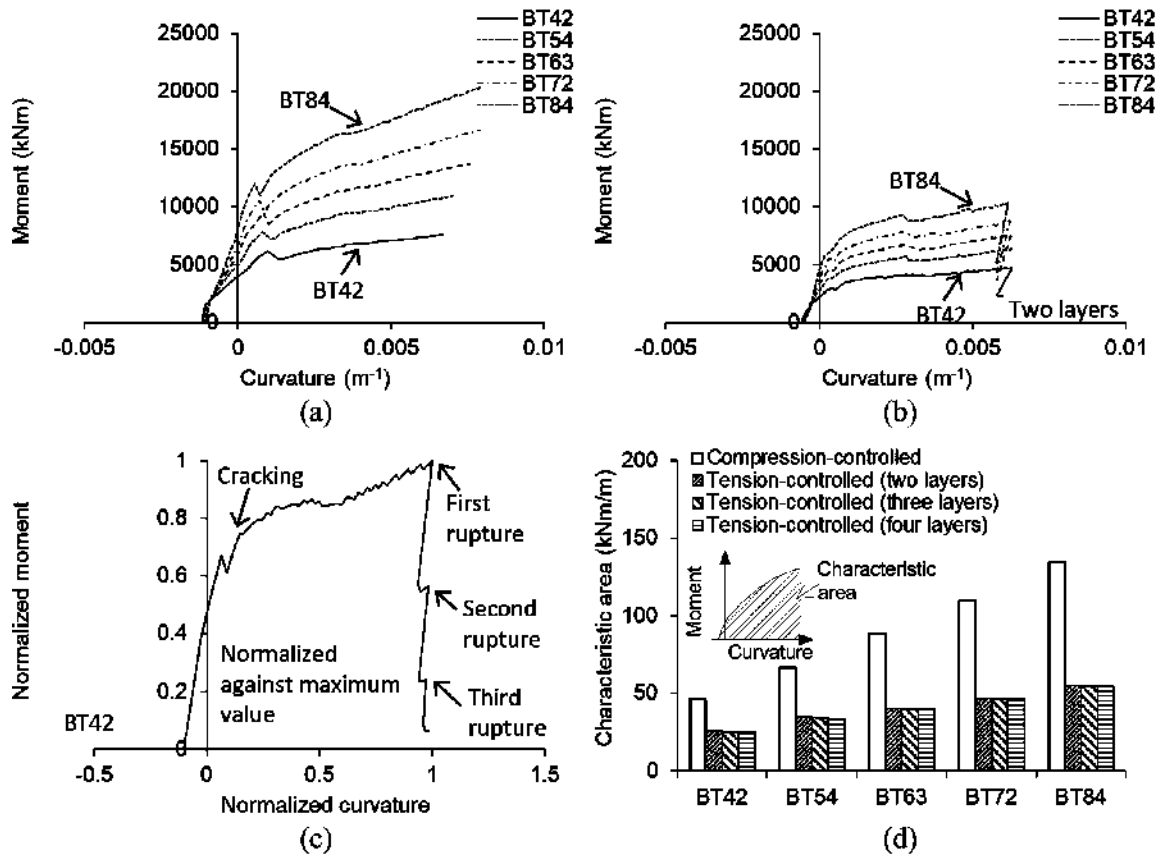 BT42
BT54
BT63
BT72
BT84
25000
20000
15000
10000
5000
0
Moment (kNm)
BT84
BT42
-0.005
0
0.005
0.01
Curvature (m⁻¹)
(a)
BT42
BT54
BT63
BT72
BT84
25000
20000
15000
10000
5000
0
Moment (kNm)
BT84
BT42
Two layers
-0.005
0
0.005
0.01
Curvature (m⁻¹)
(b)
1
0.8
0.6
0.4
0.2
0
Normalized moment
Cracking
First
rupture
Second
rupture
Third
rupture
Normalized
against maximum
value
BT42
-0.5
0
0.5
1
1.5
Normalized curvature
(c)
Compression-controlled
Tension-controlled (two layers)
Tension-controlled (three layers)
Tension-controlled (four layers)
200
150
100
50
0
Characteristic area (kNm/m)
Moment
Curvature
Characteristic
area
BT42
BT54
BT63
BT72
BT84
(d)